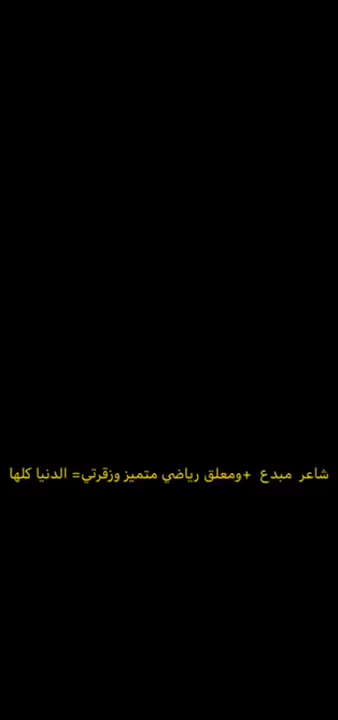 شاعر مبدع +ومعلق رياضي متميز وزقرتي= الدنيا كلها